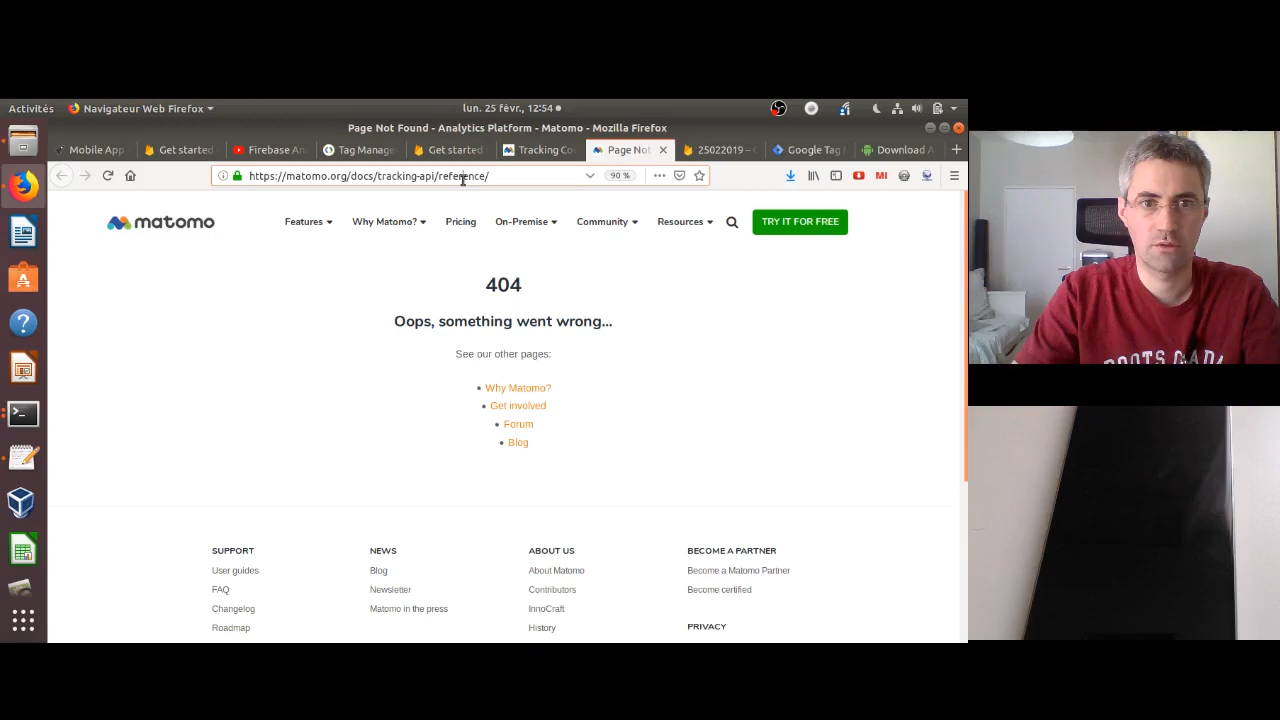 Activités Navigateur Web Firefox lun. 25 févr., 12:54
Page Not Found - Analytics Platform - Matomo - Mozilla Firefox
Mobile App Get started Firebase An Tag Manage Get started Tracking Co Page Not 25022019 – Google Tag Download A
https://matomo.org/docs/tracking-api/reference/ 90 %
matomo Features Why Matomo? Pricing On-Premise Community Resources TRY IT FOR FREE
404
Oops, something went wrong...
See our other pages:
• Why Matomo?
• Get involved
• Forum
• Blog
SUPPORT NEWS ABOUT US BECOME A PARTNER
User guides Blog About Matomo Become a Matomo Partner
FAQ Newsletter Contributors Become certified
Changelog Matomo in the press InnoCraft
Roadmap History PRIVACY
ROOTS CANADA